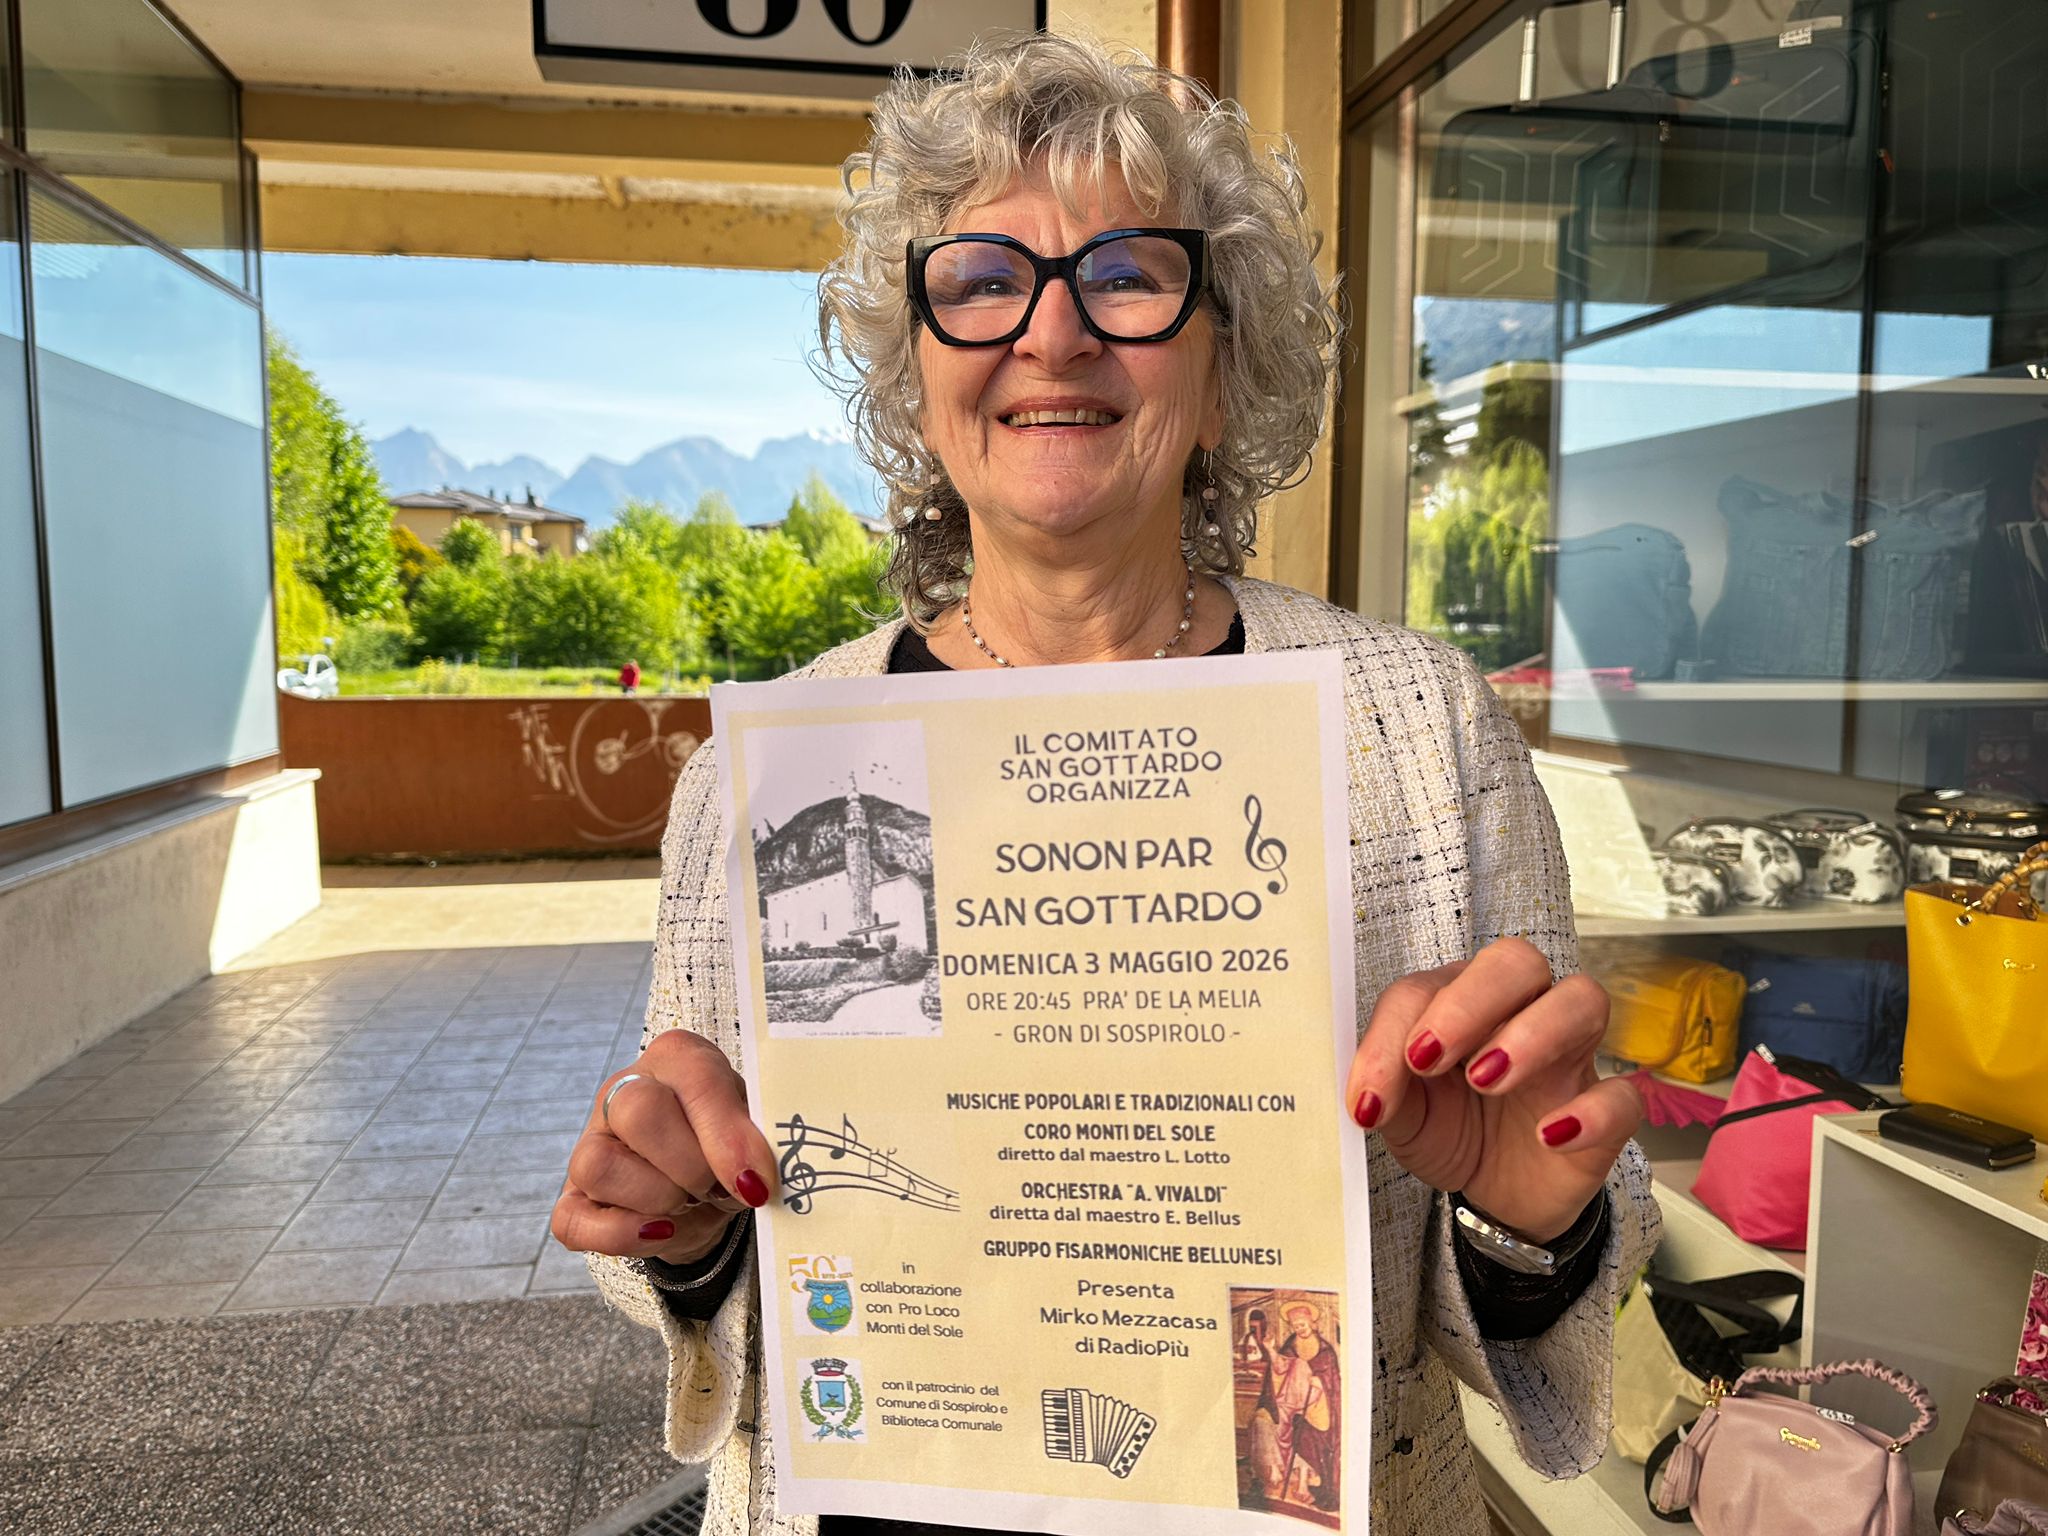 IL COMITATO
SAN GOTTARDO
ORGANIZZA
SONON PAR
SAN GOTTARDO
DOMENICA 3 MAGGIO 2026
ORE 20:45 PRA' DE LA MELIA
- GRON DI SOSPIROLO -
MUSICHE POPOLARI E TRADIZIONALI CON
CORO MONTI DEL SOLE
diretto dal maestro L. Lotto
ORCHESTRA "A. VIVALDI"
diretta dal maestro E. Bellus
GRUPPO FISARMONICHE BELLUNESI
50°
in
collaborazione
con Pro Loco
Monti del Sole
Presenta
Mirko Mezzacasa
di RadioPiù
con il patrocinio del
Comune di Sospirolo e
Biblioteca Comunale